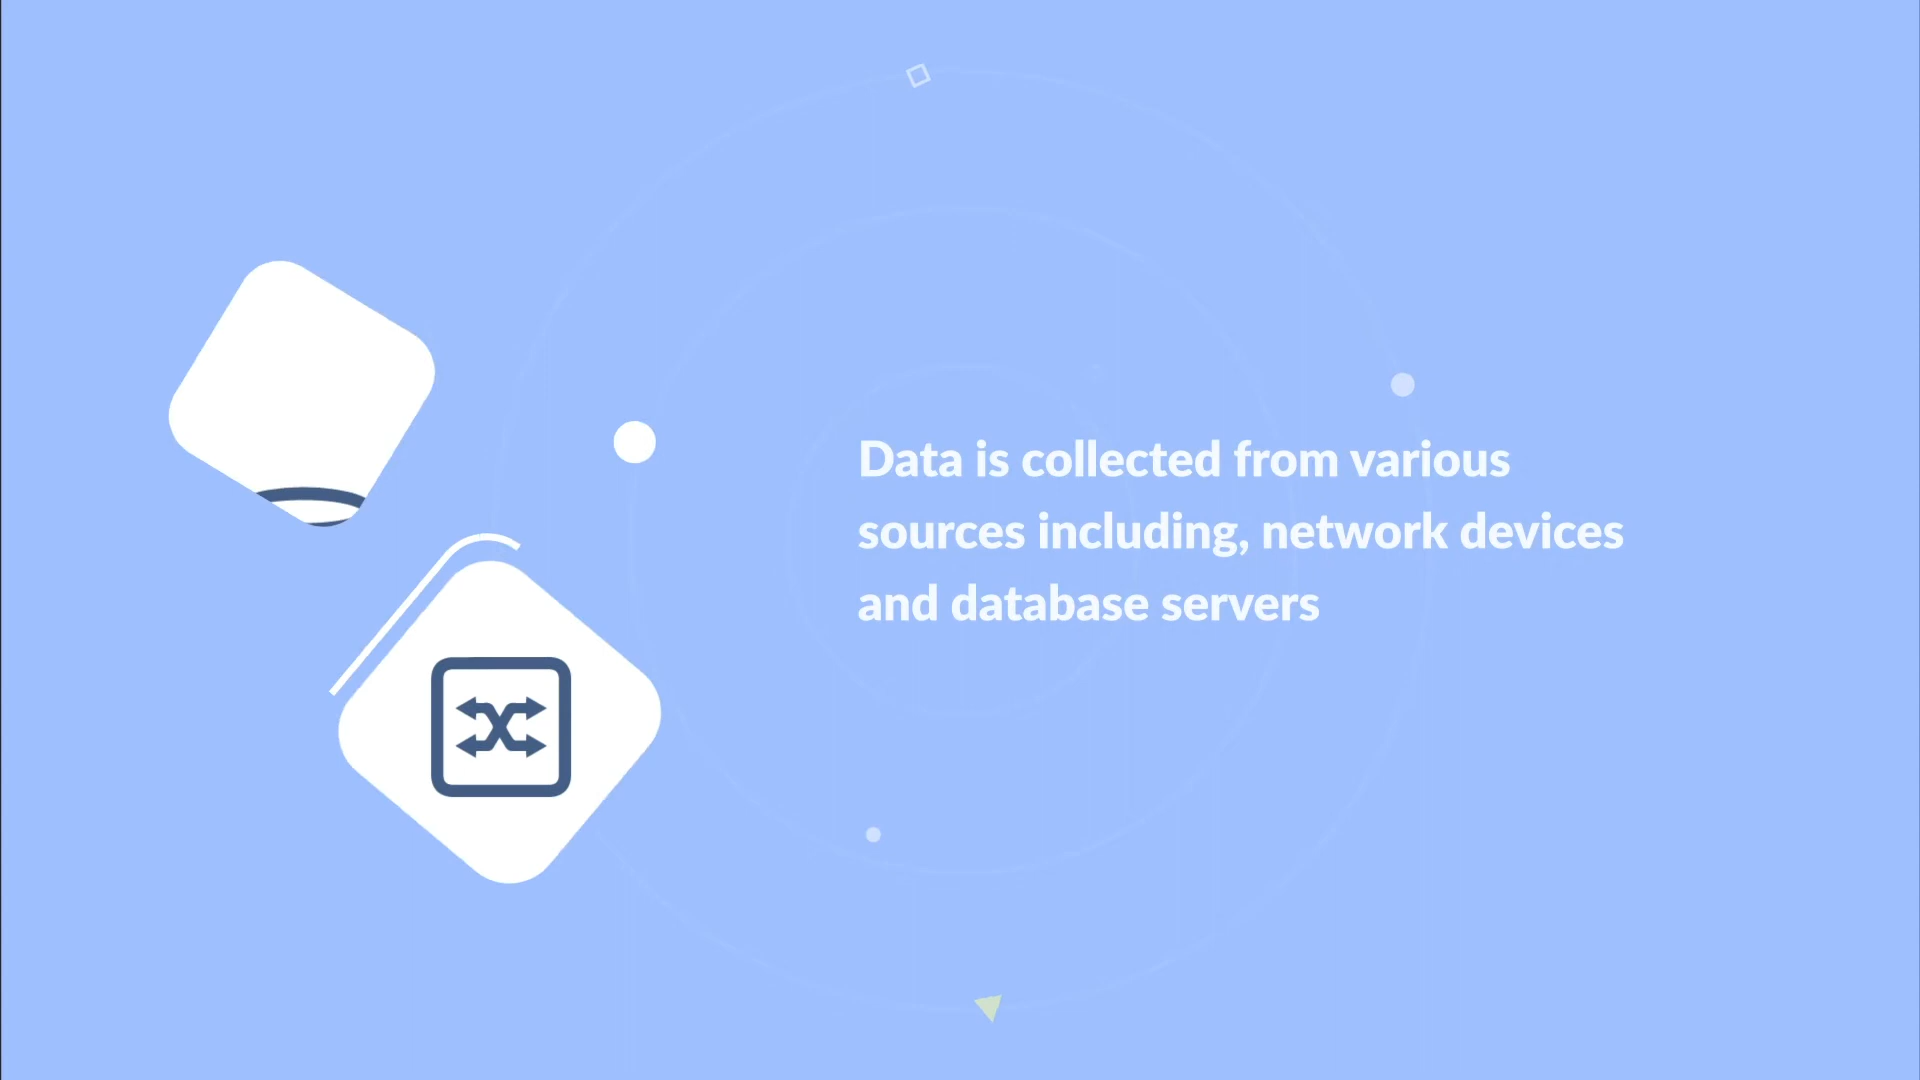 Data is collected from various
sources including, network devices
and database servers